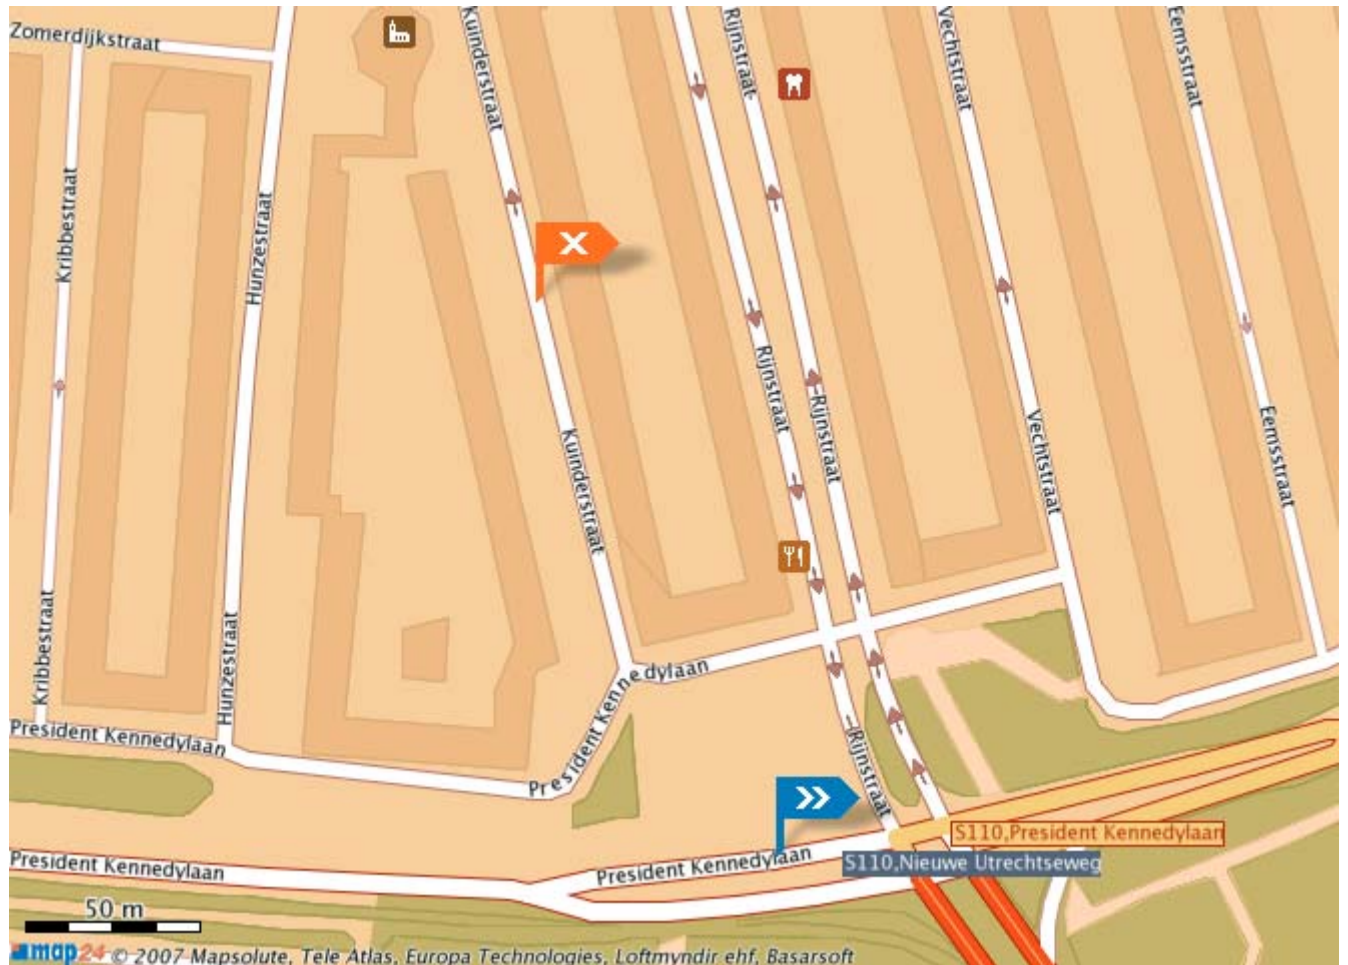 Zomerdijkstraat
Kuinderstraat
Rijnstraat
Vechtstraat
Eemsstraat
Kribbestraat
Hunzestraat
Rijnstraat
Rijnstraat
Vechtstraat
Eemsstraat
Kuinderstraat
Kribbestraat
Hunzestraat
President Kennedylaan
President Kennedylaan
Rijnstraat
S110,President Kennedylaan
President Kennedylaan
President Kennedylaan
S110,Nieuwe Utrechtseweg
50 m
map24 © 2007 Mapsolute, Tele Atlas, Europa Technologies, Loftmyndir ehf, Basarsoft